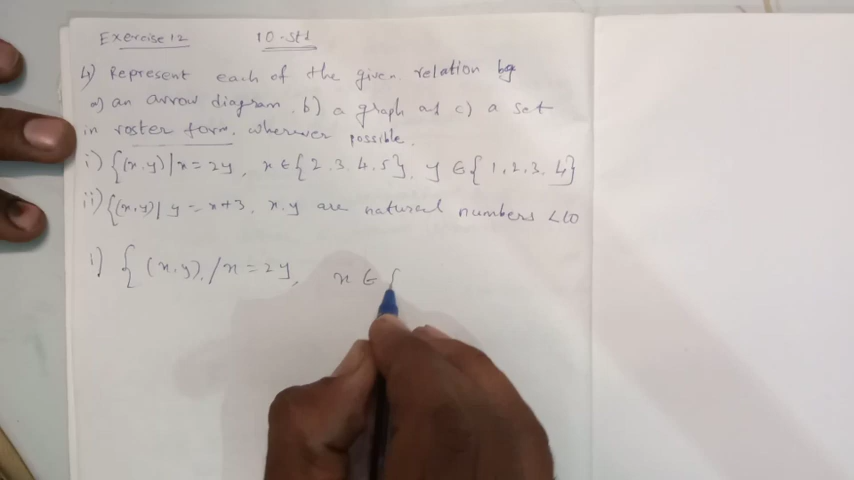 Exercise 1.2 10-std
4) Represent each of the given relation by
a) an arrow diagram, b) a graph and c) a set
in roster form, wherever possible.
i) {(x,y)/x=2y, x∈{2,3,4,5}, y∈{1,2,3,4}
ii) {(x,y)/y=x+3, x,y are natural numbers <10
i) {(x,y)/x=2y, x∈{